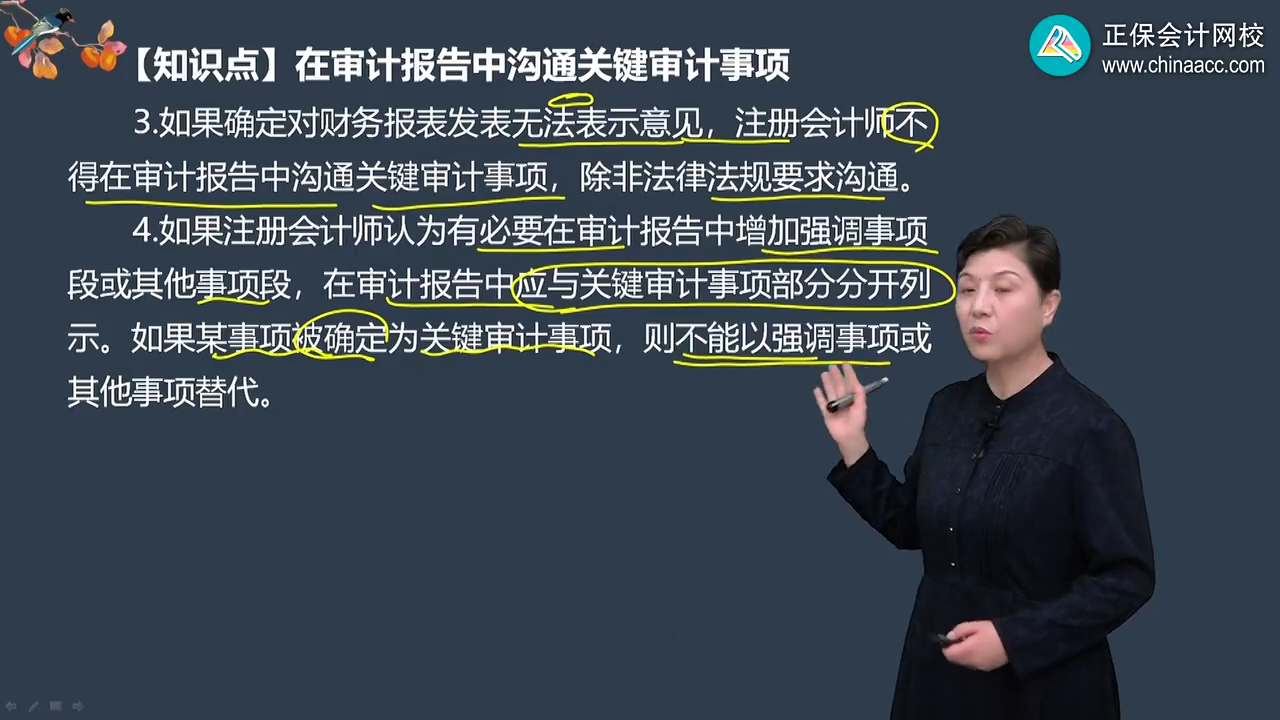 正保会计网校
www.chinaacc.com
【知识点】在审计报告中沟通关键审计事项
3.如果确定对财务报表发表无法表示意见，注册会计师不
得在审计报告中沟通关键审计事项，除非法律法规要求沟通。
4.如果注册会计师认为有必要在审计报告中增加强调事项
段或其他事项段，在审计报告中应与关键审计事项部分分开列
示。如果某事项被确定为关键审计事项，则不能以强调事项或
其他事项替代。